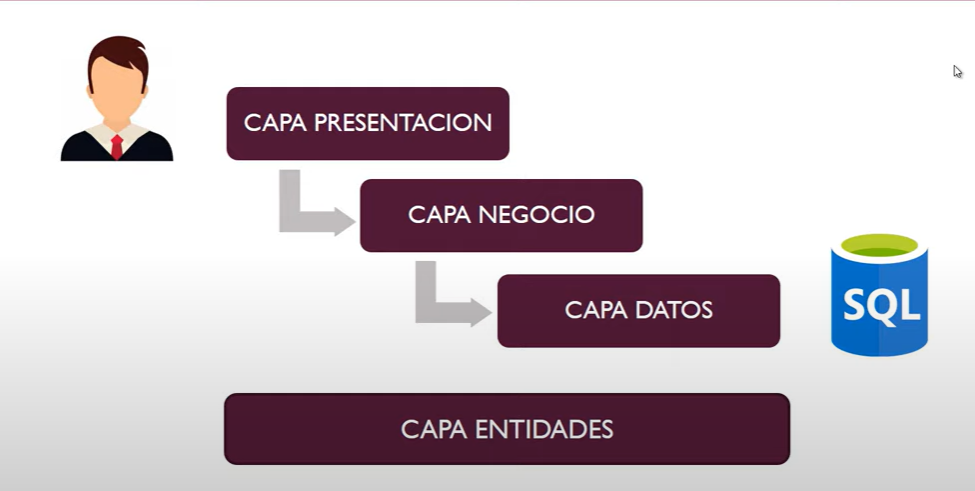 CAPA PRESENTACION
CAPA NEGOCIO
CAPA DATOS
SQL
CAPA ENTIDADES